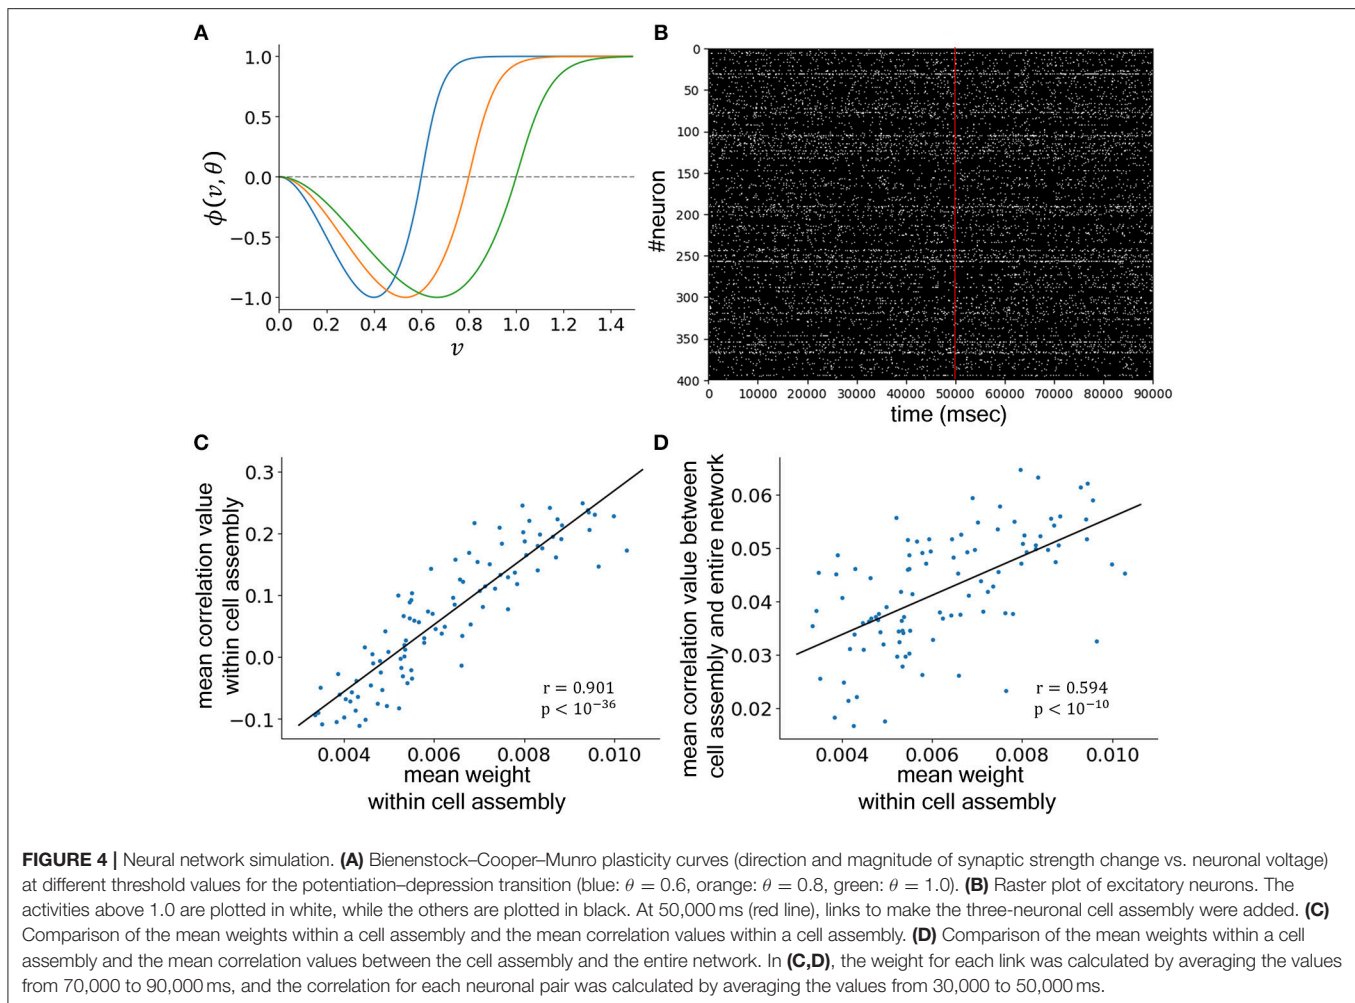 A
1.0
0.5
0.0
−0.5
−1.0
ϕ(v, θ)
0.0 0.2 0.4 0.6 0.8 1.0 1.2 1.4
v
B
0
50
100
150
200
250
300
350
400
#neuron
0 10000 20000 30000 40000 50000 60000 70000 80000 90000
time (msec)
C
mean correlation value
within cell assembly
0.3
0.2
0.1
0.0
−0.1
r = 0.901
p < 10⁻³⁶
0.004 0.006 0.008 0.010
mean weight
within cell assembly
D
mean correlation value between
cell assembly and entire network
0.06
0.05
0.04
0.03
0.02
r = 0.594
p < 10⁻¹⁰
0.004 0.006 0.008 0.010
mean weight
within cell assembly
FIGURE 4 | Neural network simulation. (A) Bienenstock–Cooper–Munro plasticity curves (direction and magnitude of synaptic strength change vs. neuronal voltage)
at different threshold values for the potentiation–depression transition (blue: θ = 0.6, orange: θ = 0.8, green: θ = 1.0). (B) Raster plot of excitatory neurons. The
activities above 1.0 are plotted in white, while the others are plotted in black. At 50,000 ms (red line), links to make the three-neuronal cell assembly were added. (C)
Comparison of the mean weights within a cell assembly and the mean correlation values within a cell assembly. (D) Comparison of the mean weights within a cell
assembly and the mean correlation values between the cell assembly and the entire network. In (C,D), the weight for each link was calculated by averaging the values
from 70,000 to 90,000 ms, and the correlation for each neuronal pair was calculated by averaging the values from 30,000 to 50,000 ms.